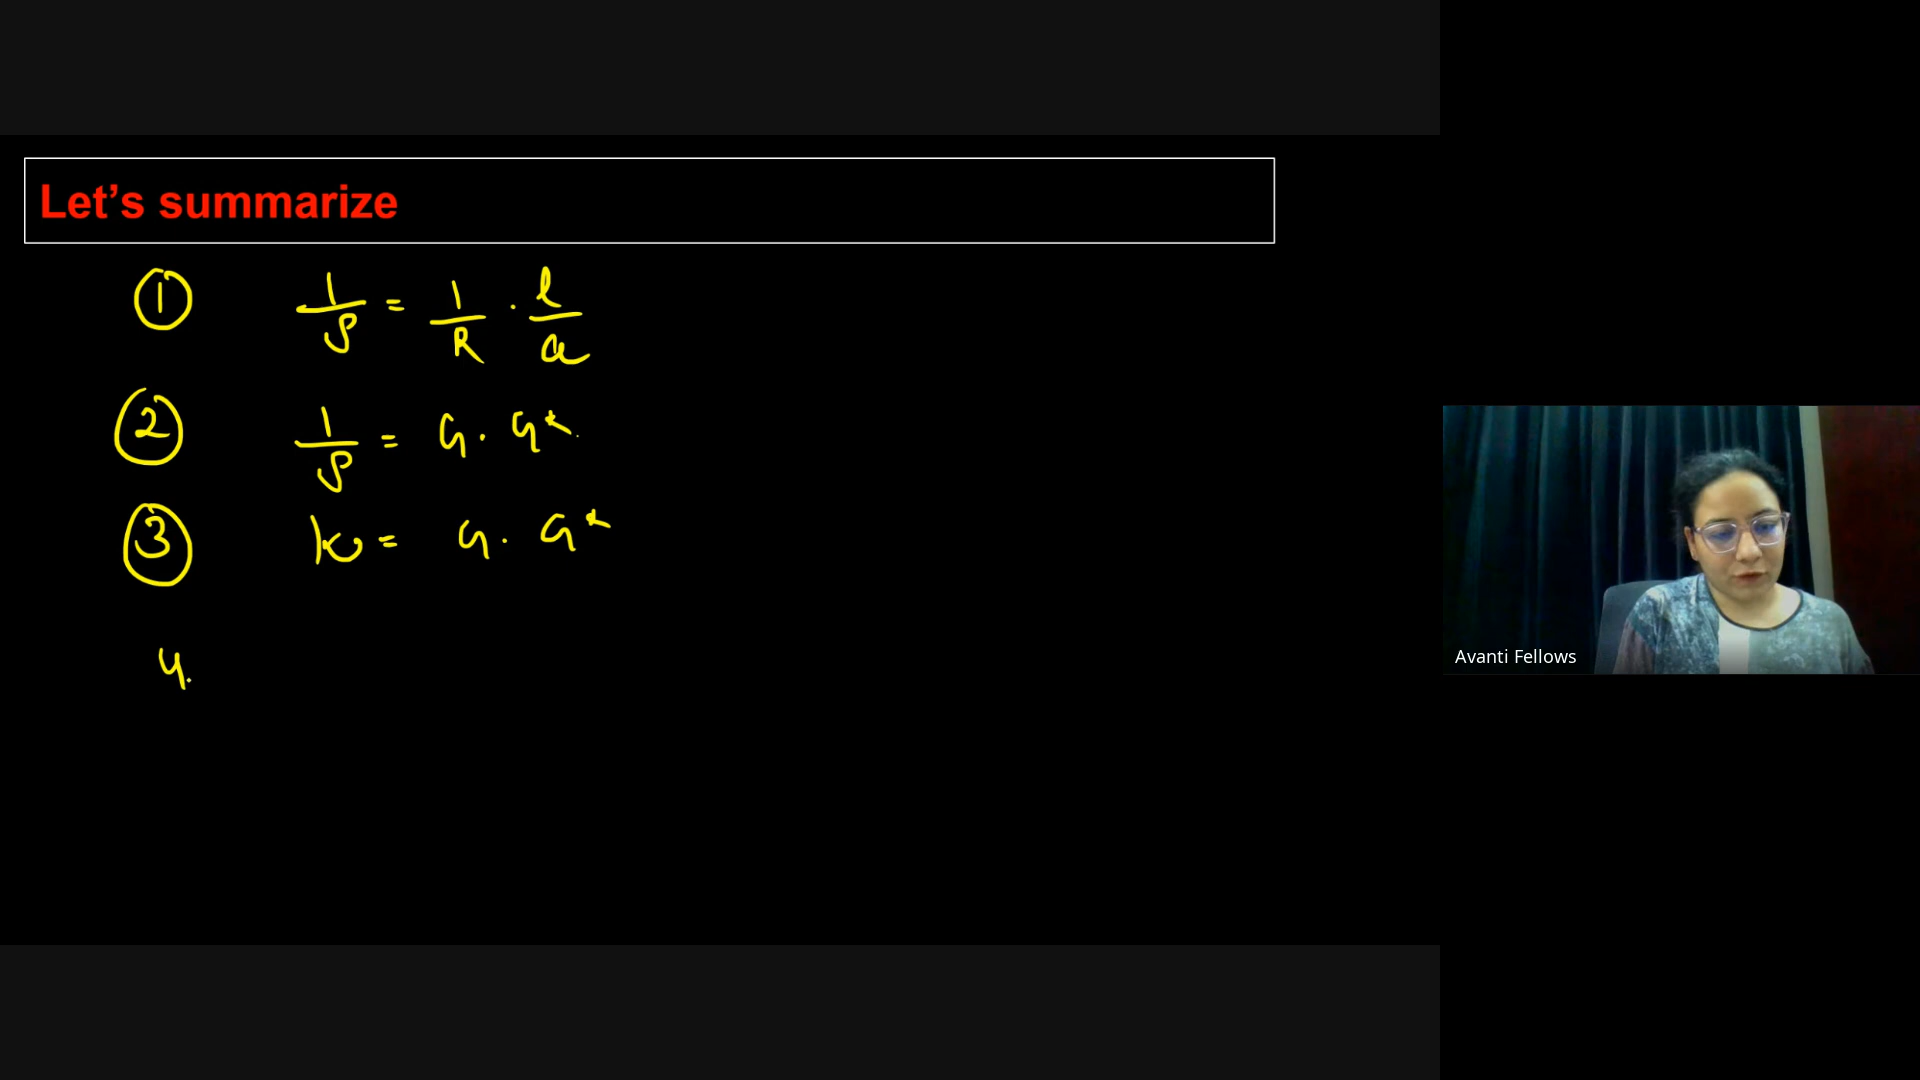 Let's summarize
① 1/ρ = 1/R · l/a
② 1/ρ = G · G*
③ K = G · G*
4.
Avanti Fellows